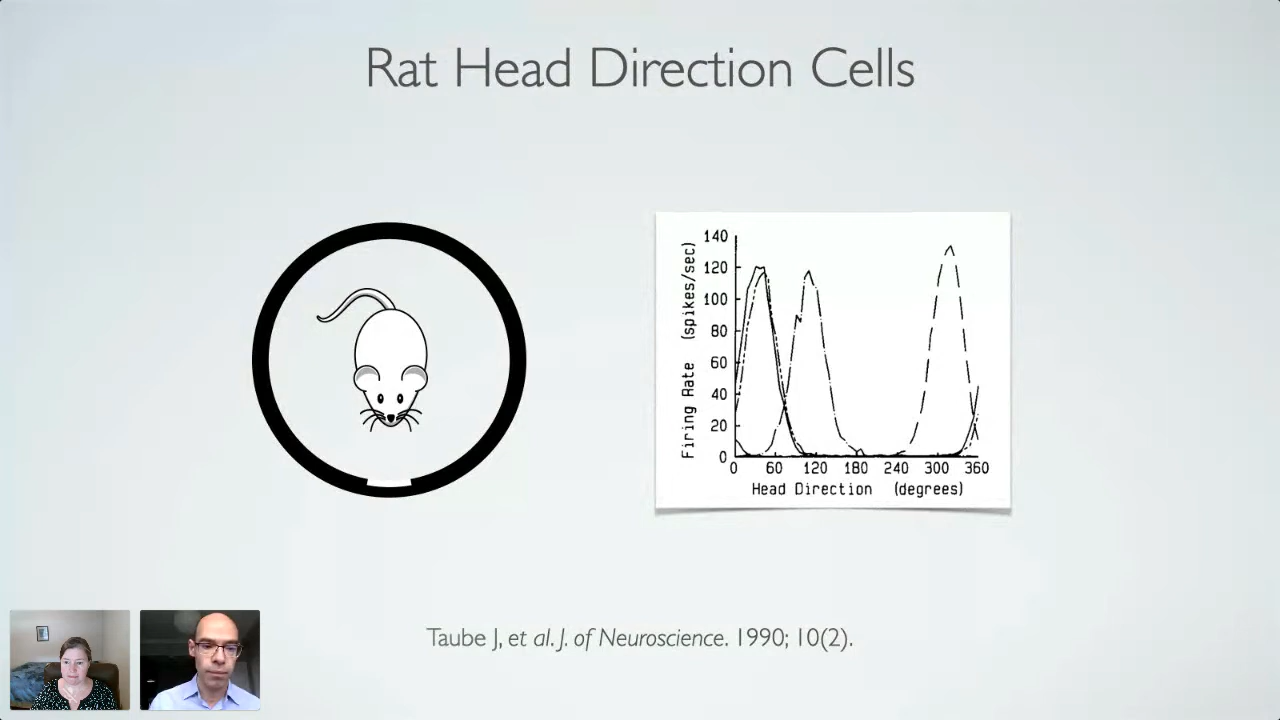 Rat Head Direction Cells
Firing Rate (spikes/sec)
140
120
100
80
60
40
20
0
0 60 120 180 240 300 360
Head Direction (degrees)
Taube J, et al. J. of Neuroscience. 1990; 10(2).